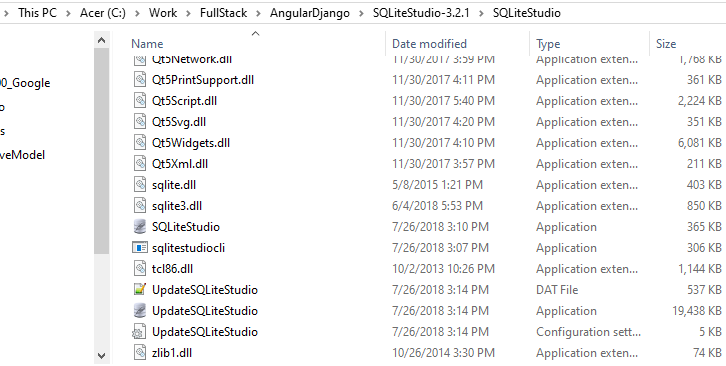 This PC > Acer (C:) > Work > FullStack > AngularDjango > SQLiteStudio-3.2.1 > SQLiteStudio
Name Date modified Type Size
Qt5Network.dll 11/30/2017 3:59 PM Application exten... 1,768 KB
00_Google
Qt5PrintSupport.dll 11/30/2017 4:11 PM Application exten... 361 KB
o
Qt5Script.dll 11/30/2017 5:40 PM Application exten... 2,224 KB
s
Qt5Svg.dll 11/30/2017 4:20 PM Application exten... 351 KB
Qt5Widgets.dll 11/30/2017 4:10 PM Application exten... 6,081 KB
veModel
Qt5Xml.dll 11/30/2017 3:57 PM Application exten... 211 KB
sqlite.dll 5/8/2015 1:21 PM Application exten... 403 KB
sqlite3.dll 6/4/2018 5:53 PM Application exten... 850 KB
SQLiteStudio 7/26/2018 3:10 PM Application 365 KB
sqlitestudiocli 7/26/2018 3:07 PM Application 306 KB
tcl86.dll 10/2/2013 10:26 PM Application exten... 1,144 KB
UpdateSQLiteStudio 7/26/2018 3:14 PM DAT File 537 KB
UpdateSQLiteStudio 7/26/2018 3:14 PM Application 19,438 KB
UpdateSQLiteStudio 7/26/2018 3:14 PM Configuration sett... 5 KB
zlib1.dll 10/26/2014 3:30 PM Application exten... 74 KB